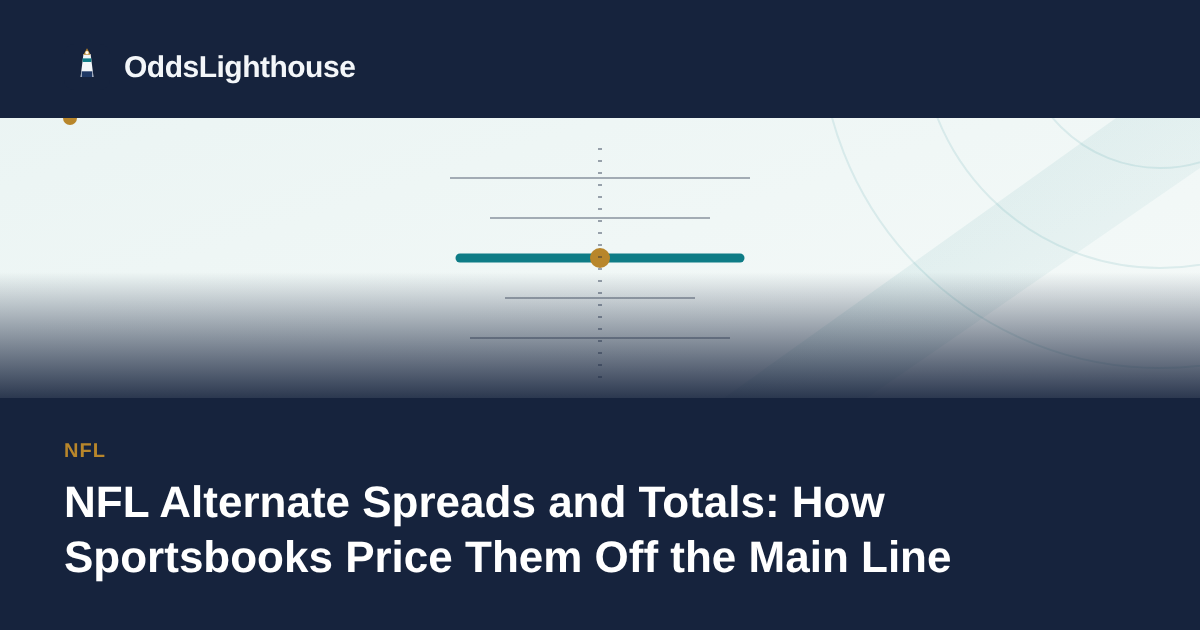 OddsLighthouse
NFL
NFL Alternate Spreads and Totals: How
Sportsbooks Price Them Off the Main Line